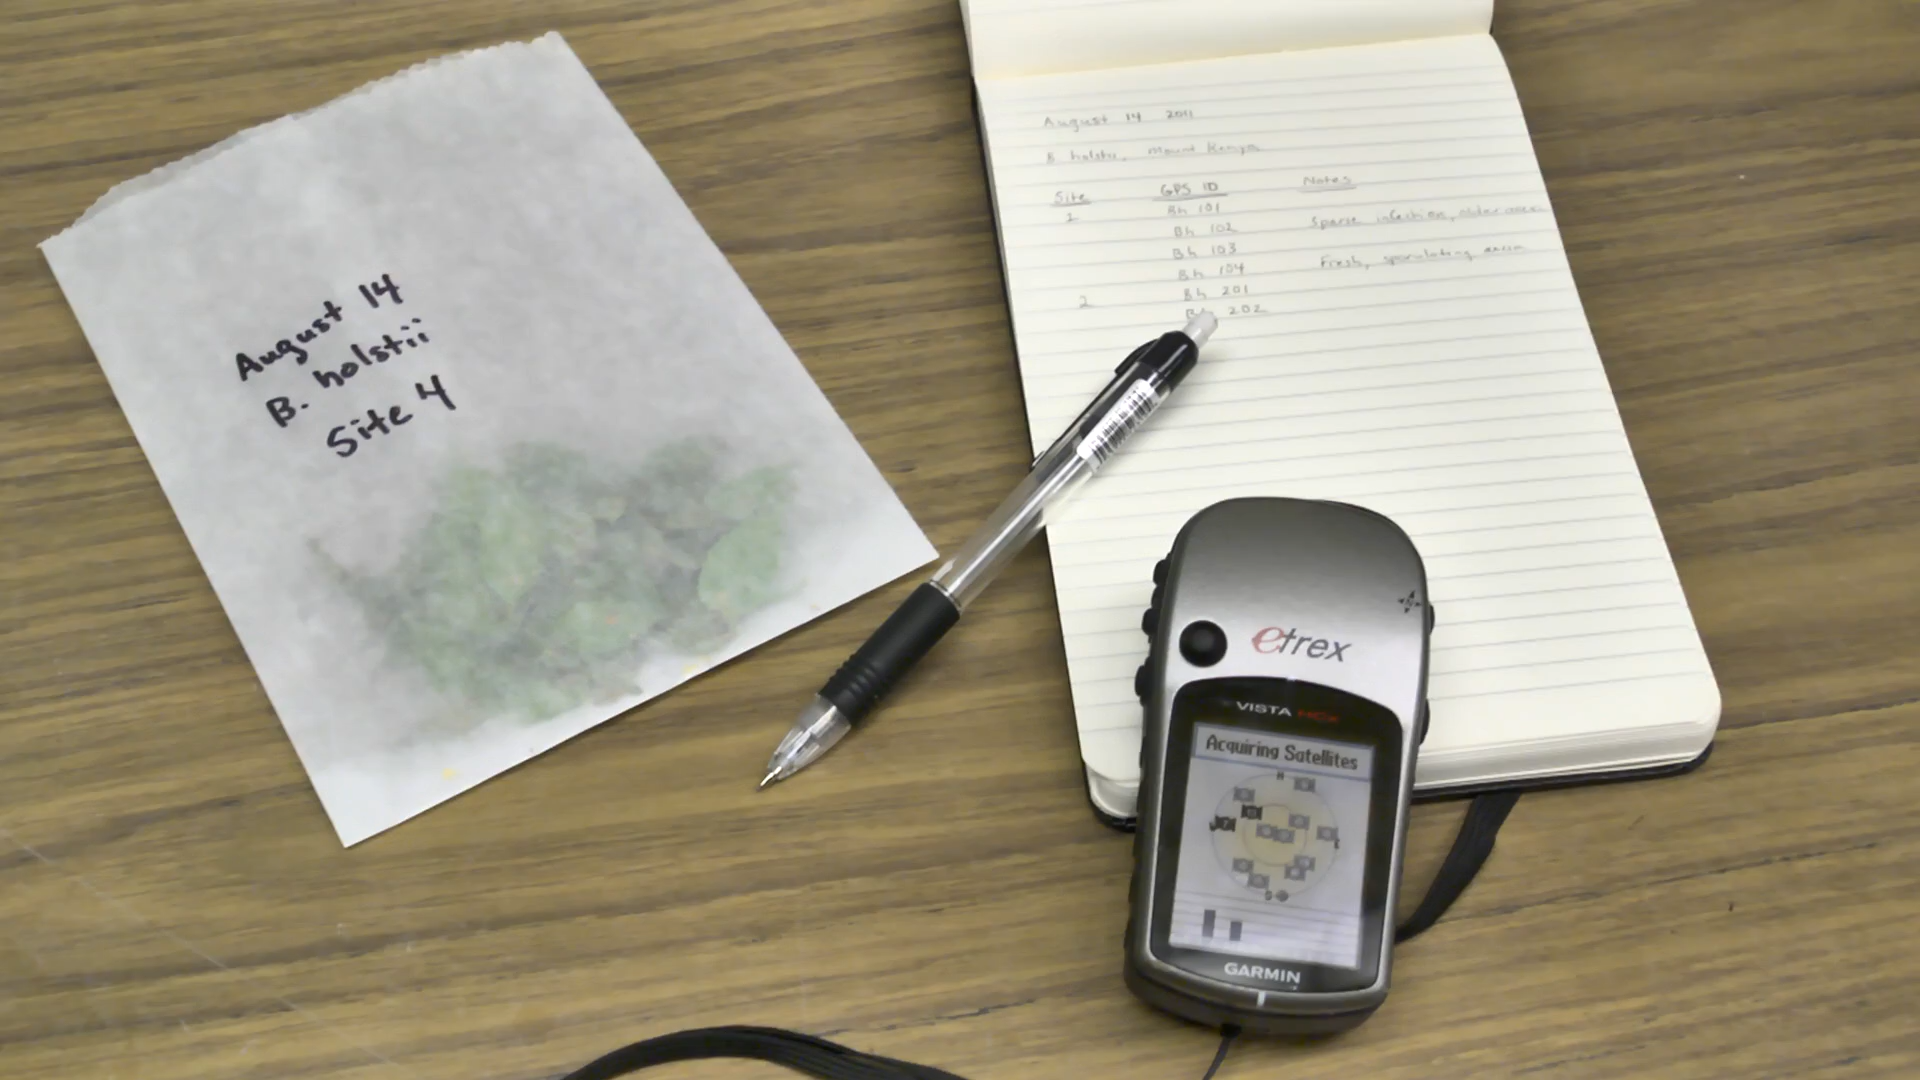 August 14
B. holstii
Site 4
August 14 2011
B. holstii, Mount Kenya
Site GPS ID Notes
2 Bh 101
Bh 102 Sparse infection, older
Bh 103
Bh 104 Fresh, sporulating aecia
2 Bh 201
Bh 202
etrex
VISTA HCx
Acquiring Satellites
N
E
S
GARMIN